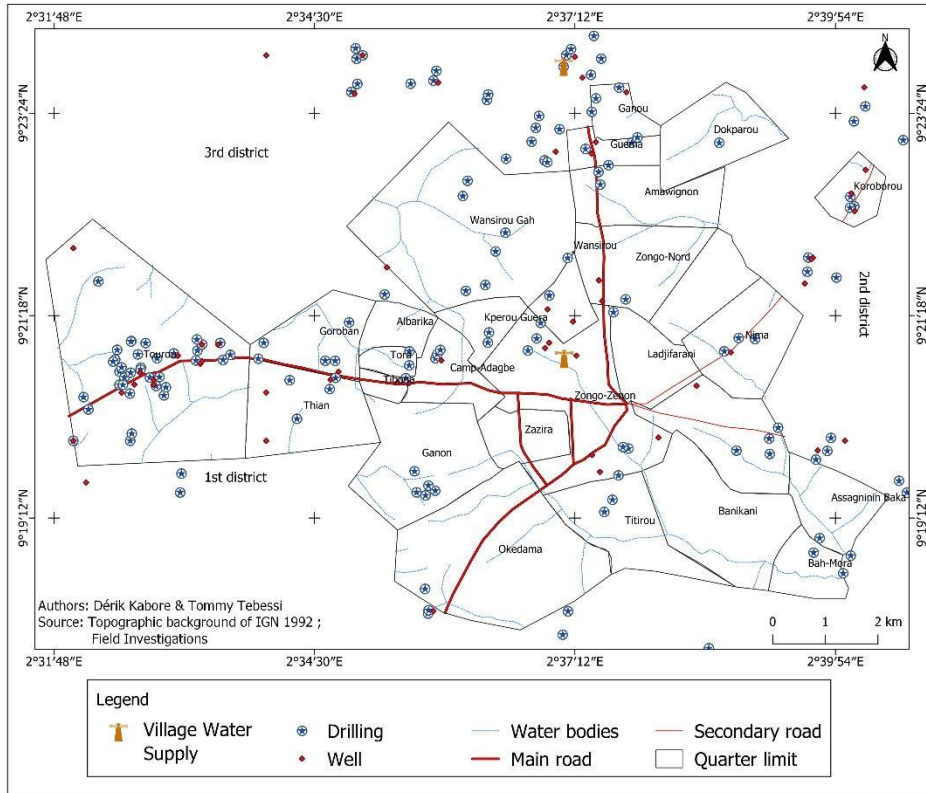 2°31'48"E 2°34'30"E 2°37'12"E 2°39'54"E
N
9°23'24"N 9°23'24"N
Ganou
Dokparou
Guema
3rd district
Koroborou
Amawignon
Wansirou Gah
Wansirou
Zongo-Nord
2nd district
9°21'18"N 9°21'18"N
Goroban
Albarika
Kperou Guera
Nima
Tourou
Tora
Ladjifarani
Camp-Adagbe
Zongo-Zenon
Thian
Zazira
Ganon
1st district
Assagninin Baka
Banikani
9°19'12"N 9°19'12"N
Titirou
Okedama
Bah-Mora
Authors: Dérik Kabore & Tommy Tebessi
Source: Topographic background of IGN 1992 ;
Field Investigations
0 1 2 km
2°31'48"E 2°34'30"E 2°37'12"E 2°39'54"E
Legend
Village Water
Supply
Drilling
Well
Water bodies
Main road
Secondary road
Quarter limit